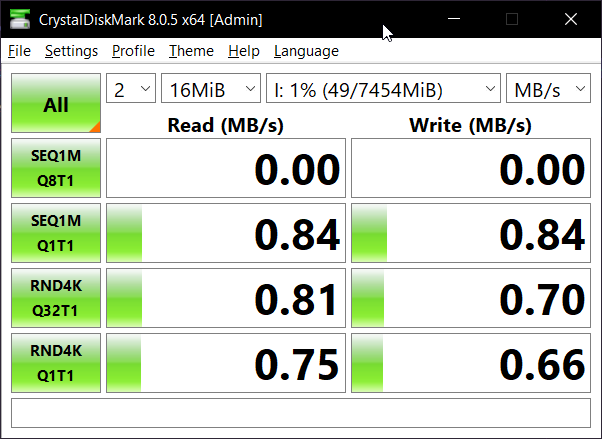 CrystalDiskMark 8.0.5 x64 [Admin]
File Settings Profile Theme Help Language
All 2 16MiB I: 1% (49/7454MiB) MB/s
Read (MB/s) Write (MB/s)
SEQ1M
Q8T1 0.00 0.00
SEQ1M
Q1T1 0.84 0.84
RND4K
Q32T1 0.81 0.70
RND4K
Q1T1 0.75 0.66